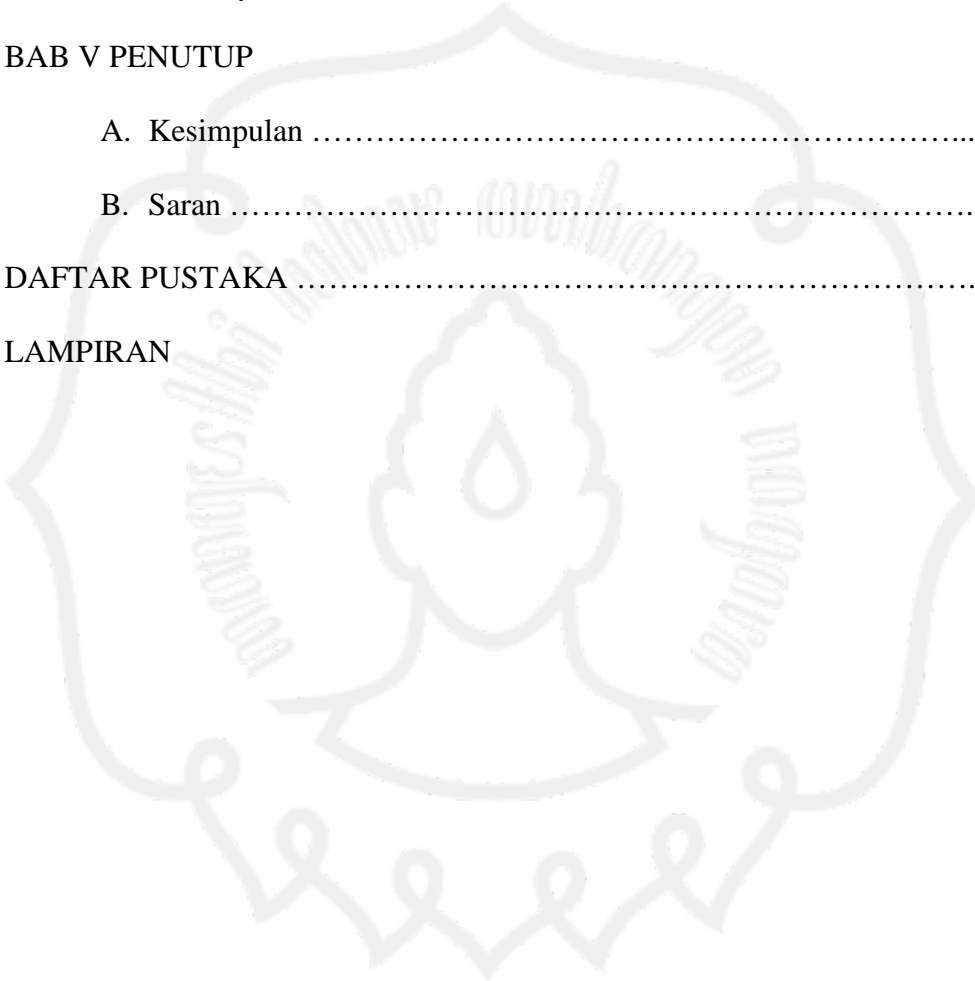 BAB V PENUTUP
A. Kesimpulan ………………………………………………………...
B. Saran ……………………………………………………………….
DAFTAR PUSTAKA ………………………………………………………….
LAMPIRAN